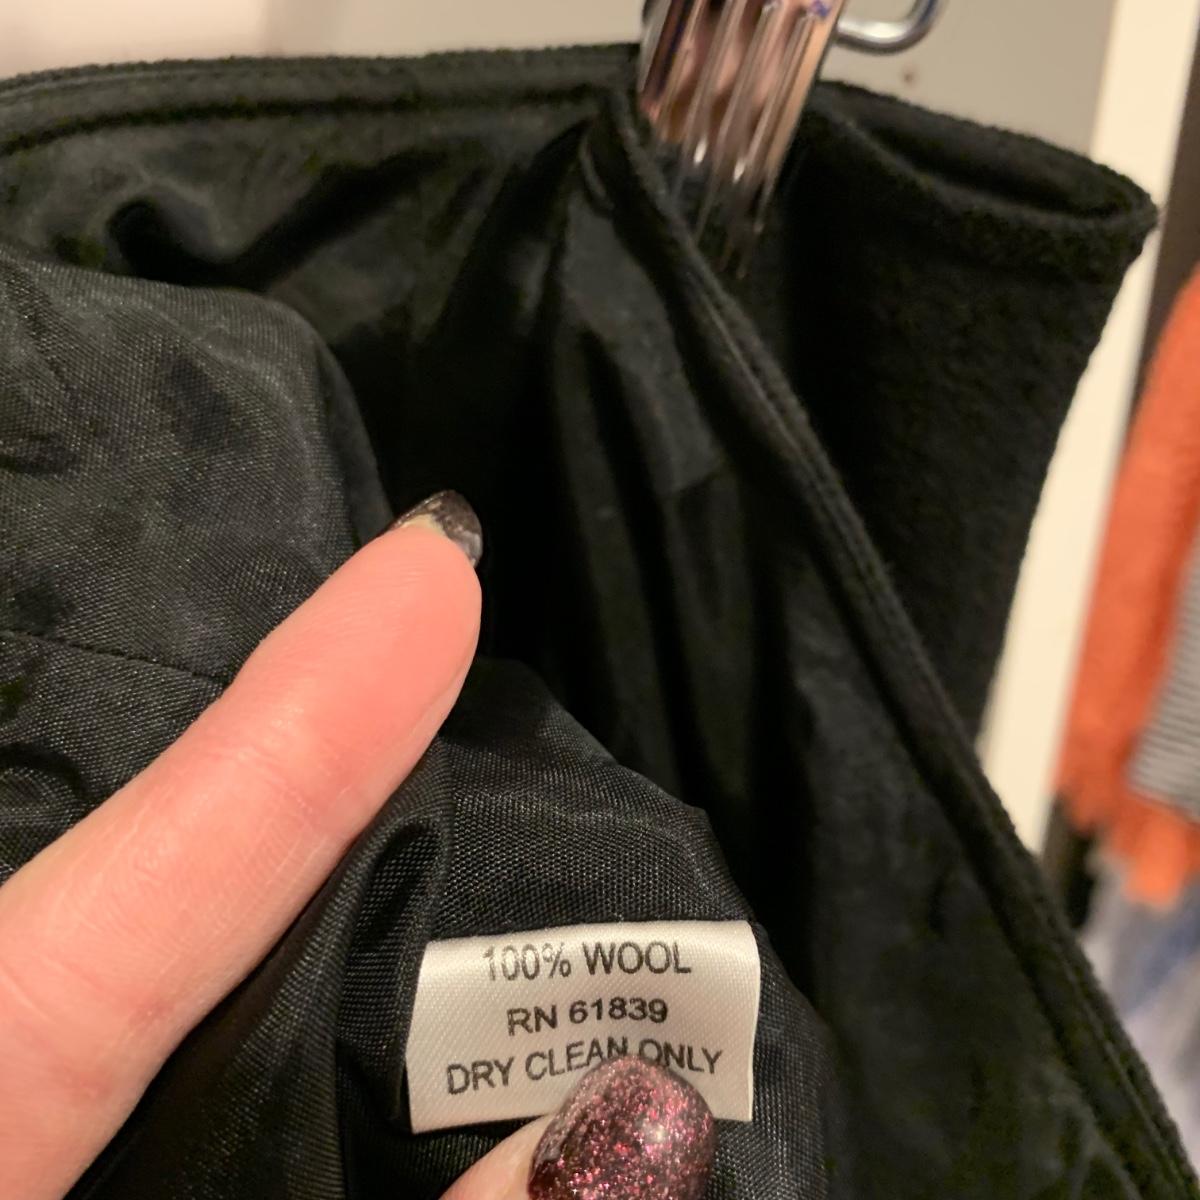 100% WOOL
RN 61839
DRY CLEAN ONLY